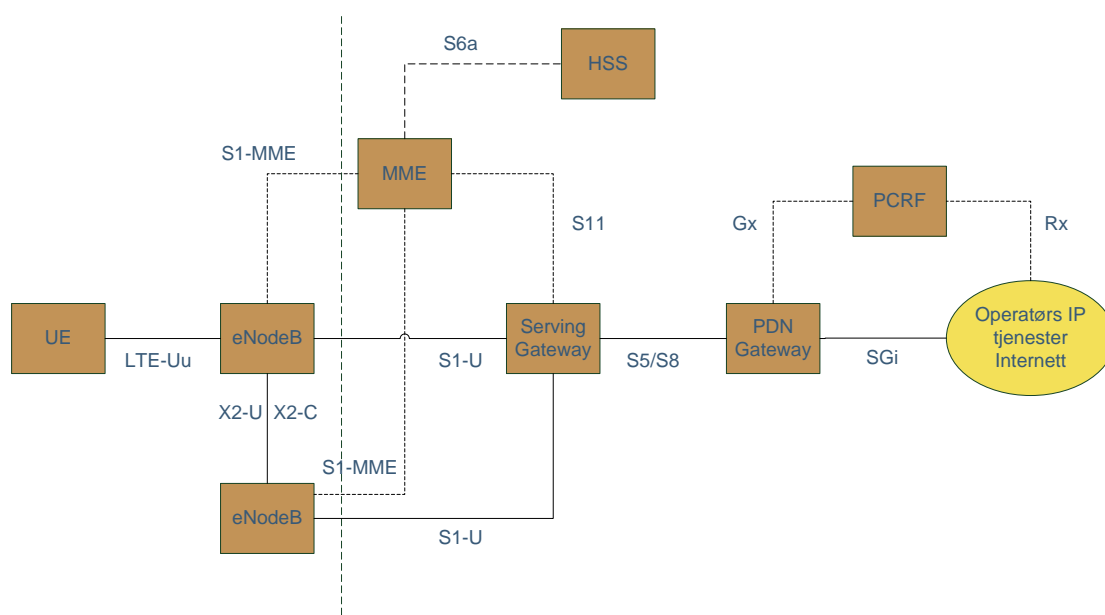 S6a
HSS
S1-MME
MME
PCRF
S11
Gx
Rx
UE
eNodeB
Serving
Gateway
PDN
Gateway
Operatørs IP
tjenester
Internett
LTE-Uu
S1-U
S5/S8
SGi
X2-U
X2-C
S1-MME
eNodeB
S1-U